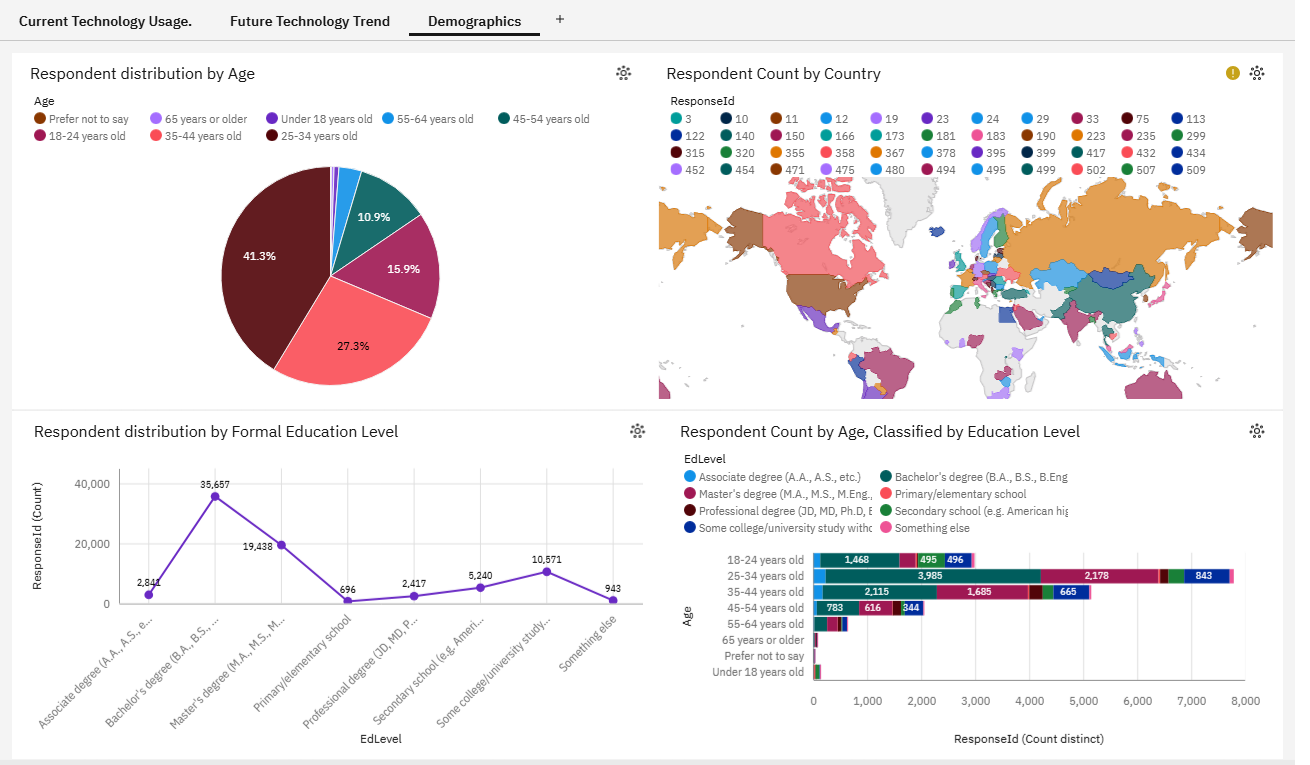 Current Technology Usage. Future Technology Trend Demographics +
Respondent distribution by Age
Age
Prefer not to say 65 years or older Under 18 years old 55-64 years old 45-54 years old
18-24 years old 35-44 years old 25-34 years old
10.9%
41.3%
15.9%
27.3%
Respondent Count by Country
ResponseId
3 10 11 12 19 23 24 29 33 75 113
122 140 150 166 173 181 183 190 223 235 299
315 320 355 358 367 378 395 399 417 432 434
452 454 471 475 480 494 495 499 502 507 509
Respondent distribution by Formal Education Level
ResponseId (Count)
40,000
20,000
0
2,841
35,657
19,438
696
2,417
5,240
10,571
943
Associate degree (A.A., A.S., e...
Bachelor's degree (B.A., B.S., ...
Master's degree (M.A., M.S., M...
Primary/elementary school
Professional degree (JD, MD, P...
Secondary school (e.g. Ameri...
Some college/university study...
Something else
EdLevel
Respondent Count by Age, Classified by Education Level
EdLevel
Associate degree (A.A., A.S., etc.) Bachelor's degree (B.A., B.S., B.Eng
Master's degree (M.A., M.S., M.Eng., Primary/elementary school
Professional degree (JD, MD, Ph.D, E Secondary school (e.g. American hig
Some college/university study witho Something else
Age
18-24 years old 1,468 495 496
25-34 years old 3,985 2,178 843
35-44 years old 2,115 1,685 665
45-54 years old 783 616 344
55-64 years old
65 years or older
Prefer not to say
Under 18 years old
0 1,000 2,000 3,000 4,000 5,000 6,000 7,000 8,000
ResponseId (Count distinct)